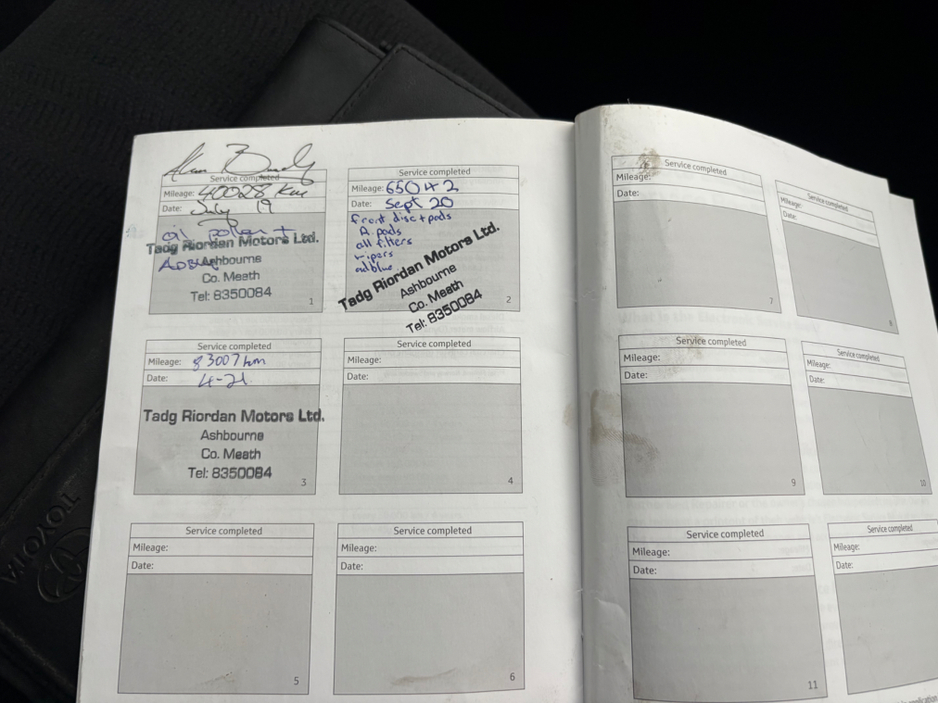 Service completed
Mileage: 40028 km
Date: July 19
oil pollen +
Tadg Riordan Motors Ltd.
Ashbourne
Co. Meath
Tel: 8350084
1
Service completed
Mileage: 65042
Date: Sept 20
front disc + pads
all filters
wipers
adblue
Tadg Riordan Motors Ltd.
Ashbourne
Co. Meath
Tel: 8350084
2
Service completed
Mileage: 83007km
Date: 4-21
Tadg Riordan Motors Ltd.
Ashbourne
Co. Meath
Tel: 8350084
3
Service completed
Mileage:
Date:
4
Service completed
Mileage:
Date:
5
Service completed
Mileage:
Date:
6
Service completed
Mileage:
Date:
7
Service completed
Mileage:
Date:
8
Service completed
Mileage:
Date:
9
Service completed
Mileage:
Date:
10
Service completed
Mileage:
Date:
11
Service completed
Mileage:
Date:
TOYOTA